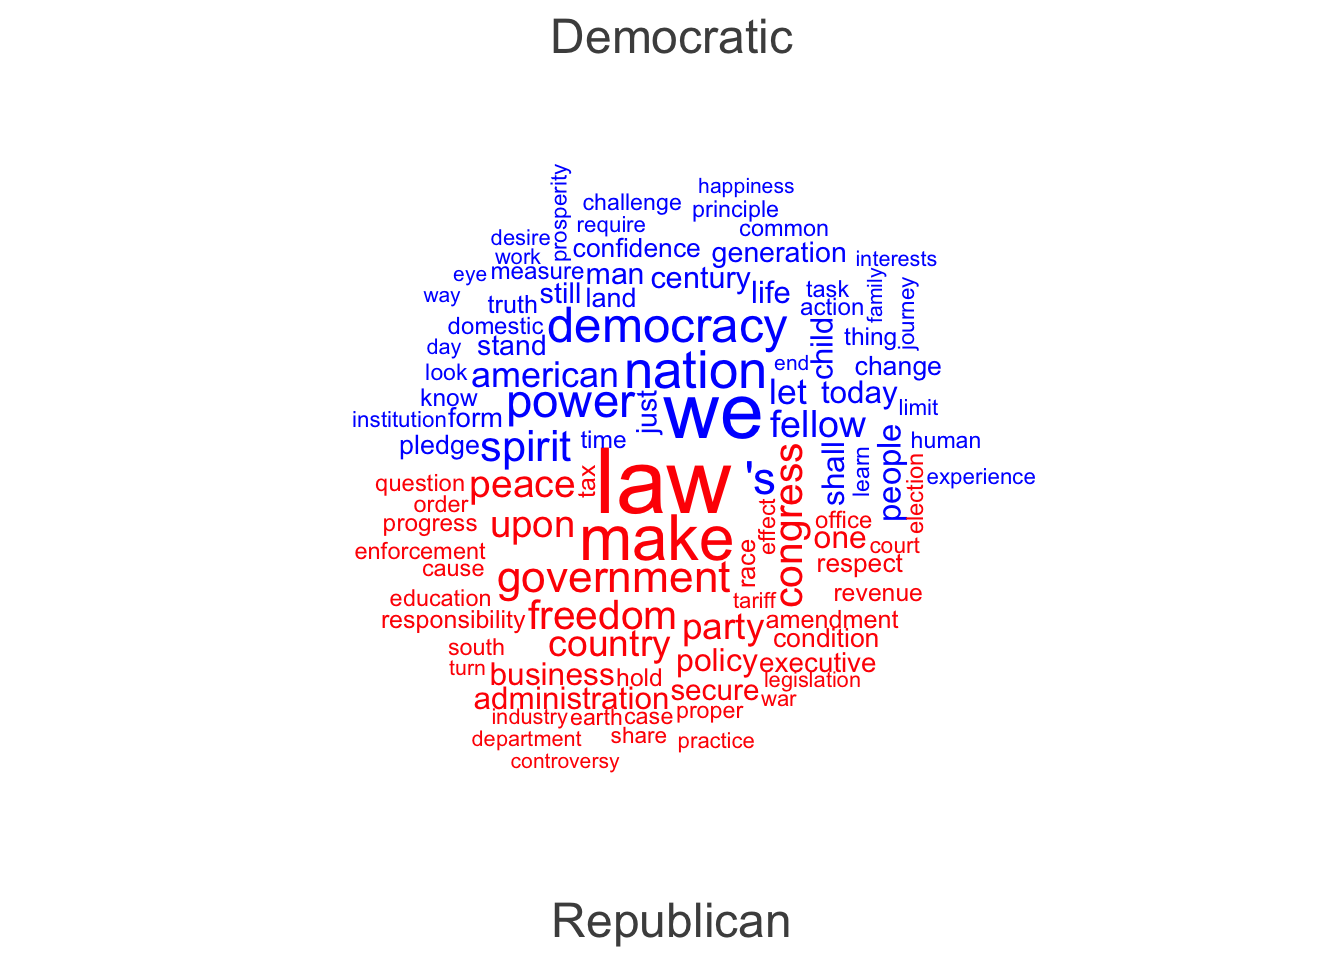 Democratic
prosperity
happiness
challenge
principle
require
common
desire
confidence
generation
work
interests
eye
measure
man
century
family
journey
way
still
land
life
task
truth
action
domestic
democracy
child
thing
day
stand
look
american
nation
end
change
know
power
just
we
let
today
limit
institution
form
fellow
people
pledge
spirit
time
human
shall
learn
experience
's
law
tax
congress
election
question
peace
order
effect
progress
upon
make
office
one
court
enforcement
race
respect
cause
government
education
tariff
revenue
responsibility
freedom
party
amendment
south
country
condition
turn
business
hold
policy
executive
administration
secure
legislation
war
industry
earth
case
proper
department
share
practice
controversy
Republican